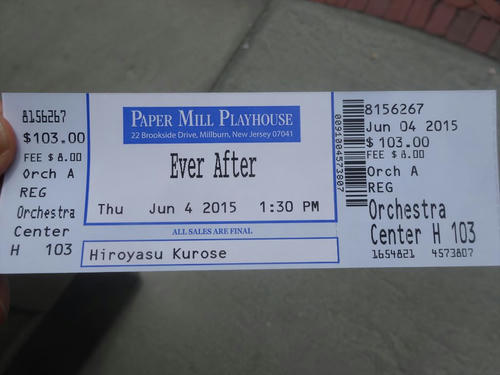 8156267
$103.00
FEE $ 8.00
Orch A
REG
Orchestra
Center
H 103
PAPER MILL PLAYHOUSE
22 Brookside Drive, Millburn, New Jersey 07041
Ever After
Thu Jun 4 2015 1:30 PM
ALL SALES ARE FINAL
Hiroyasu Kurose
0091304573807
8156267
Jun 04 2015
$ 103.00
FEE $ 8.00
Orch A
REG
Orchestra
Center H 103
1654821 4573807